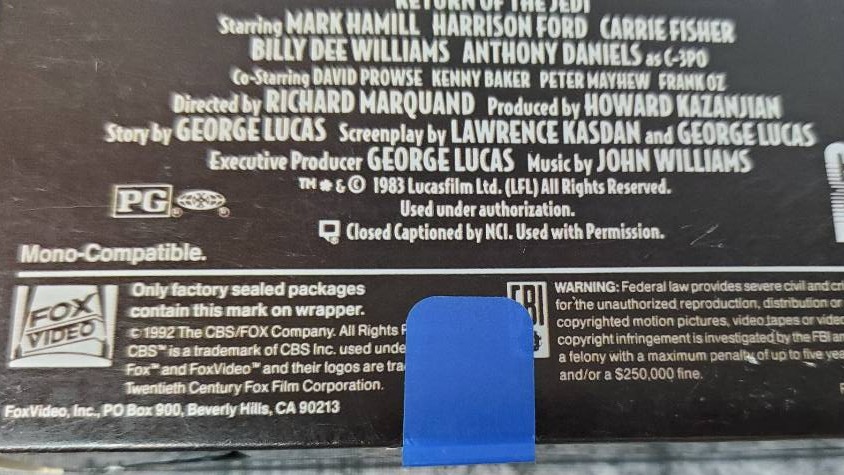 RETURN OF THE JEDI
Starring MARK HAMILL HARRISON FORD CARRIE FISHER
BILLY DEE WILLIAMS ANTHONY DANIELS as C-3PO
Co-Starring DAVID PROWSE KENNY BAKER PETER MAYHEW FRANK OZ
Directed by RICHARD MARQUAND Produced by HOWARD KAZANJIAN
Story by GEORGE LUCAS Screenplay by LAWRENCE KASDAN and GEORGE LUCAS
Executive Producer GEORGE LUCAS Music by JOHN WILLIAMS
TM * & © 1983 Lucasfilm Ltd. (LFL) All Rights Reserved.
Used under authorization.
PG ®
Closed Captioned by NCI. Used with Permission.
Mono-Compatible.
FOX
VIDEO
Only factory sealed packages
contain this mark on wrapper.
© 1992 The CBS/FOX Company. All Rights
CBS™ is a trademark of CBS Inc. used
Fox™ and FoxVideo™ and their logos are
Twentieth Century Fox Film Corporation.
FoxVideo, Inc., PO Box 900, Beverly Hills, CA 90213
FBI
WARNING: Federal law provides severe civil and
for the unauthorized reproduction, distribution or
copyrighted motion pictures, video tapes or
copyright infringement is investigated by the FBI
a felony with a maximum penalty of up to five
and/or a $250,000 fine.